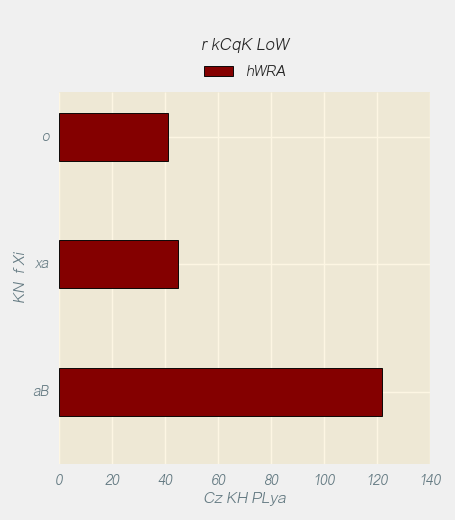 r kCqK LoW
hWRA
o
xa
aB
KN  f Xi
0 20 40 60 80 100 120 140
Cz KH PLya